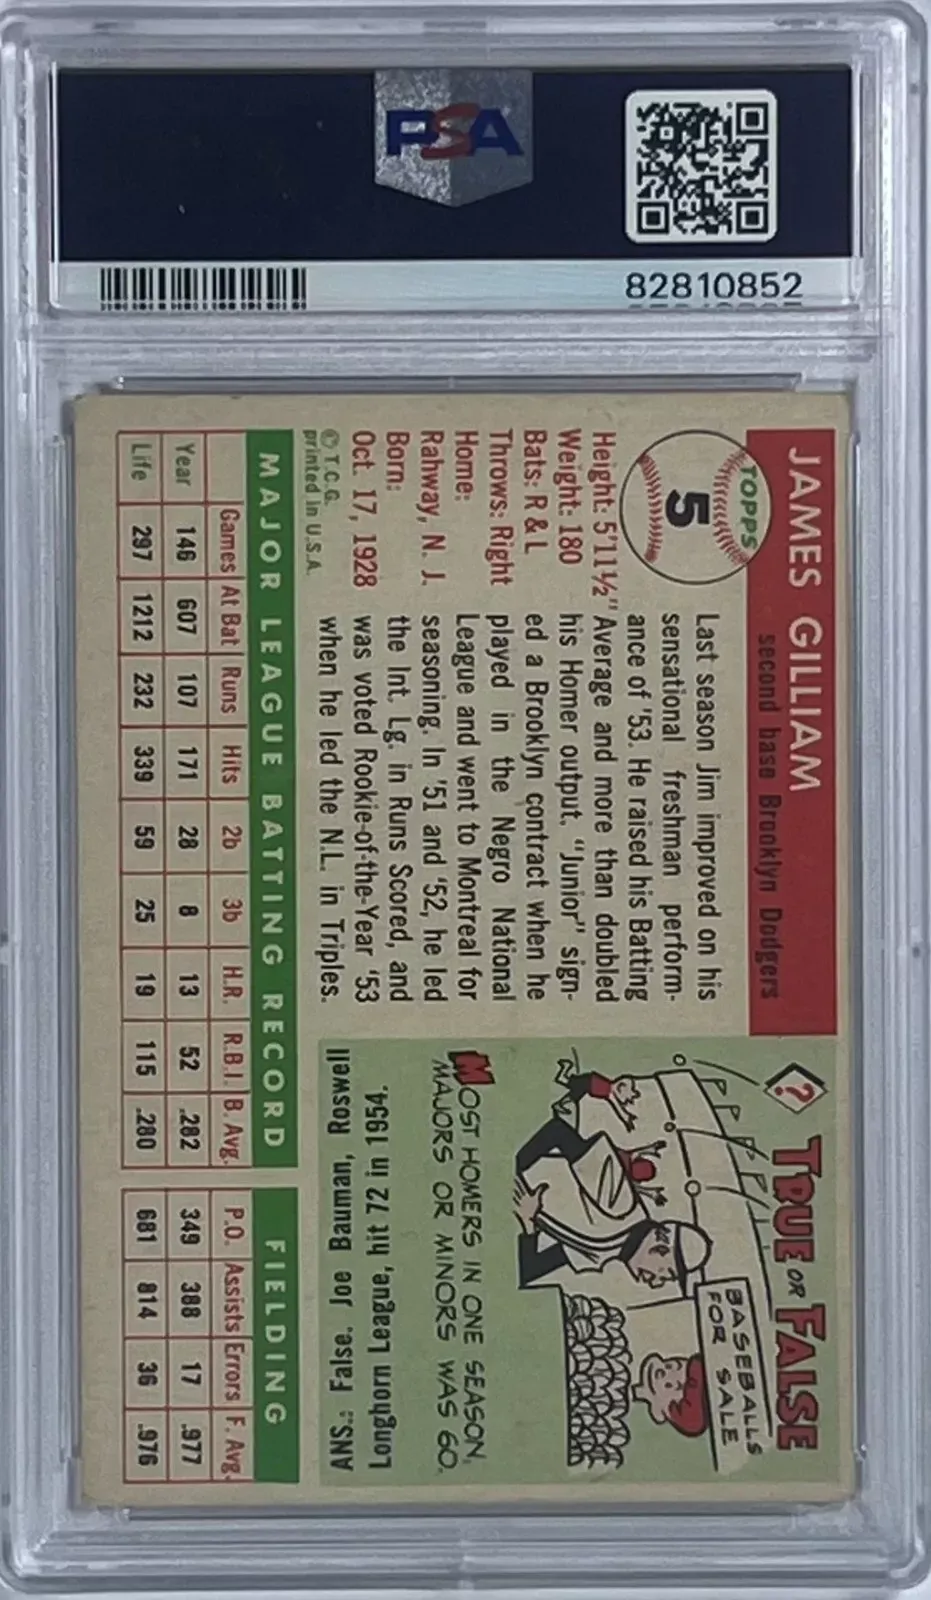 PSA
82810852
JAMES GILLIAM
second base Brooklyn Dodgers
TOPPS
5
Height: 5'11½"
Weight: 180
Bats: R & L
Throws: Right
Home:
Rahway, N. J.
Born:
Oct. 17, 1928
© T.C.G.
printed in U.S.A.
Last season Jim improved on his
sensational freshman perform-
ance of '53. He raised his Batting
Average and more than doubled
his Homer output. "Junior" sign-
ed a Brooklyn contract when he
played in the Negro National
League and went to Montreal for
seasoning. In '51 and '52, he led
the Int. Lg. in Runs Scored, and
was voted Rookie-of-the-Year '53
when he led the N.L. in Triples.
? TRUE OR FALSE
BASEBALLS
FOR SALE
MOST HOMERS IN ONE SEASON,
MAJORS OR MINORS WAS 60.
ANS.: False. Joe Bauman, Roswell
Longhorn League, hit 72 in 1954.
MAJOR LEAGUE BATTING RECORD
FIELDING
Games At Bat Runs Hits 2b 3b H.R. R.B.I. B. Avg. P.O. Assists Errors F. Avg.
Year 146 607 107 171 28 8 13 52 .282 349 388 17 .977
Life 297 1212 232 339 59 25 19 115 .280 681 814 36 .976